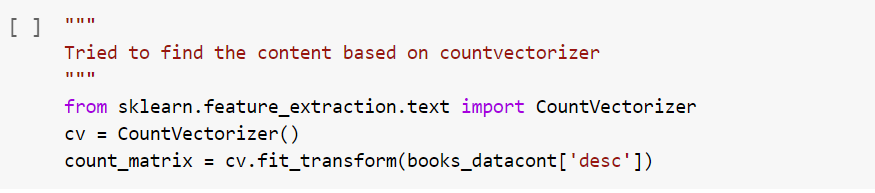 [ ] """
Tried to find the content based on countvectorizer
"""
from sklearn.feature_extraction.text import CountVectorizer
cv = CountVectorizer()
count_matrix = cv.fit_transform(books_datacont['desc'])